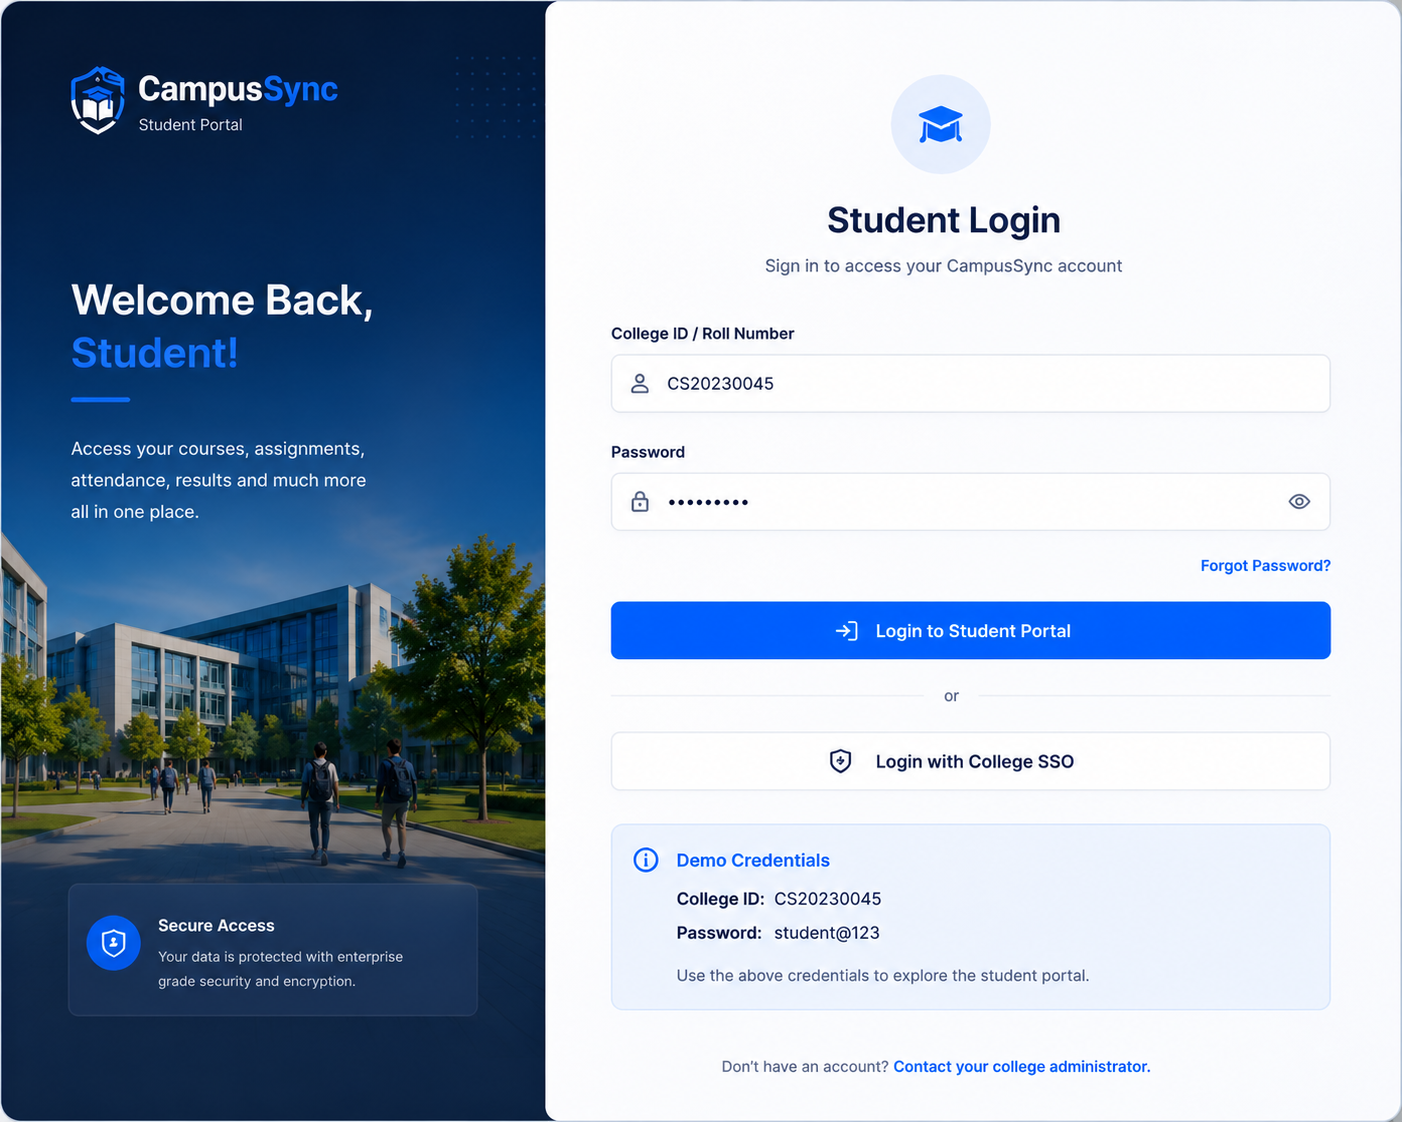 CampusSync
Student Portal
Welcome Back,
Student!
Access your courses, assignments,
attendance, results and much more
all in one place.
Secure Access
Your data is protected with enterprise
grade security and encryption.
Student Login
Sign in to access your CampusSync account
College ID / Roll Number
CS20230045
Password
•••••••••
Forgot Password?
Login to Student Portal
or
Login with College SSO
Demo Credentials
College ID: CS20230045
Password: student@123
Use the above credentials to explore the student portal.
Don't have an account? Contact your college administrator.